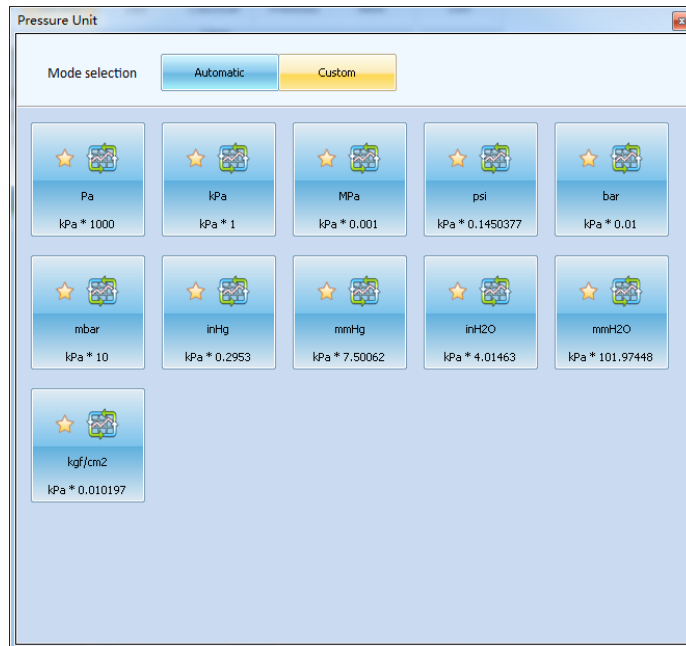 Pressure Unit
Mode selection
Automatic
Custom
Pa
kPa
MPa
psi
bar
kPa * 1000
kPa * 1
kPa * 0.001
kPa * 0.1450377
kPa * 0.01
mbar
inHg
mmHg
inH2O
mmH2O
kPa * 10
kPa * 0.2953
kPa * 7.50062
kPa * 4.01463
kPa * 101.97448
kgf/cm2
kPa * 0.010197